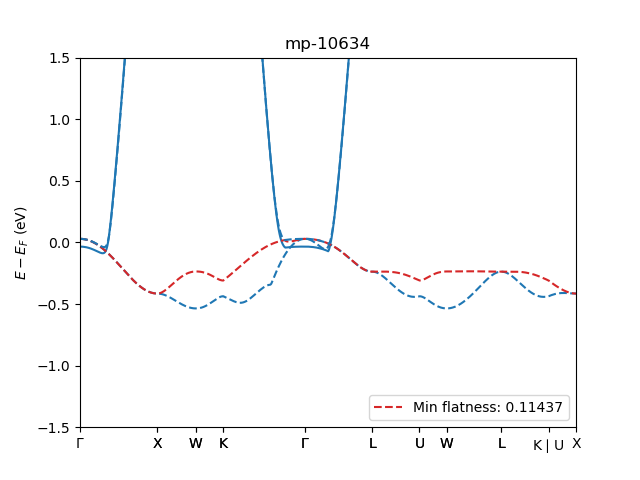 mp-10634
1.5
1.0
0.5
0.0
−0.5
−1.0
−1.5
E − E_F (eV)
Min flatness: 0.11437
Γ X W K Γ L U W L K | U X